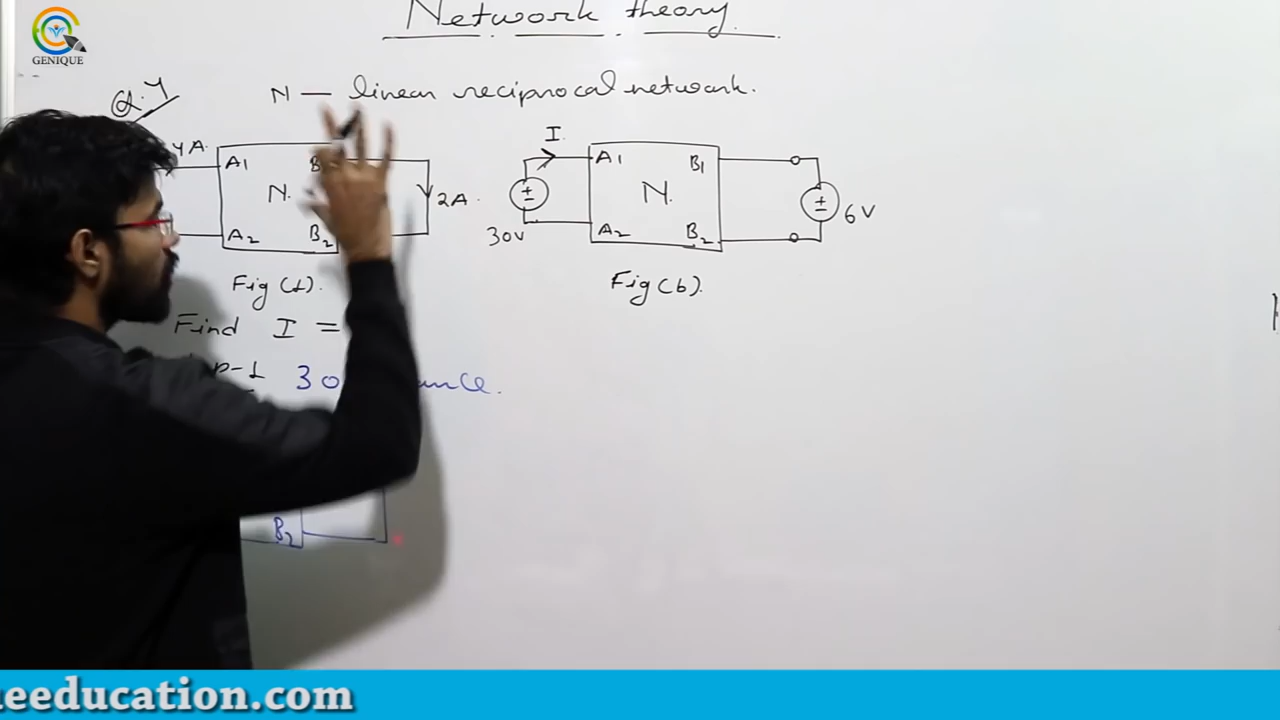 GENIQUE
Network theory.
Q.4
N — linear reciprocal network.
4A.
A1
N.
A2
B2
2A.
I
A1
B1
N.
A2
B2
30V
6V
Fig(1).
Fig(b).
Find I =
30
B2
eeducation.com